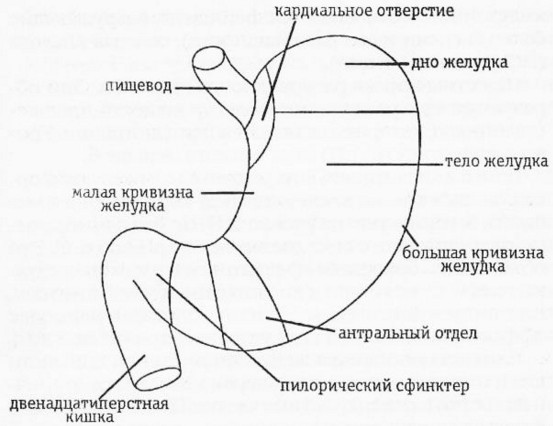 кардиальное отверстие
дно желудка
пищевод
тело желудка
малая кривизна
желудка
большая кривизна
желудка
антральный отдел
пилорический сфинктер
двенадцатиперстная
кишка